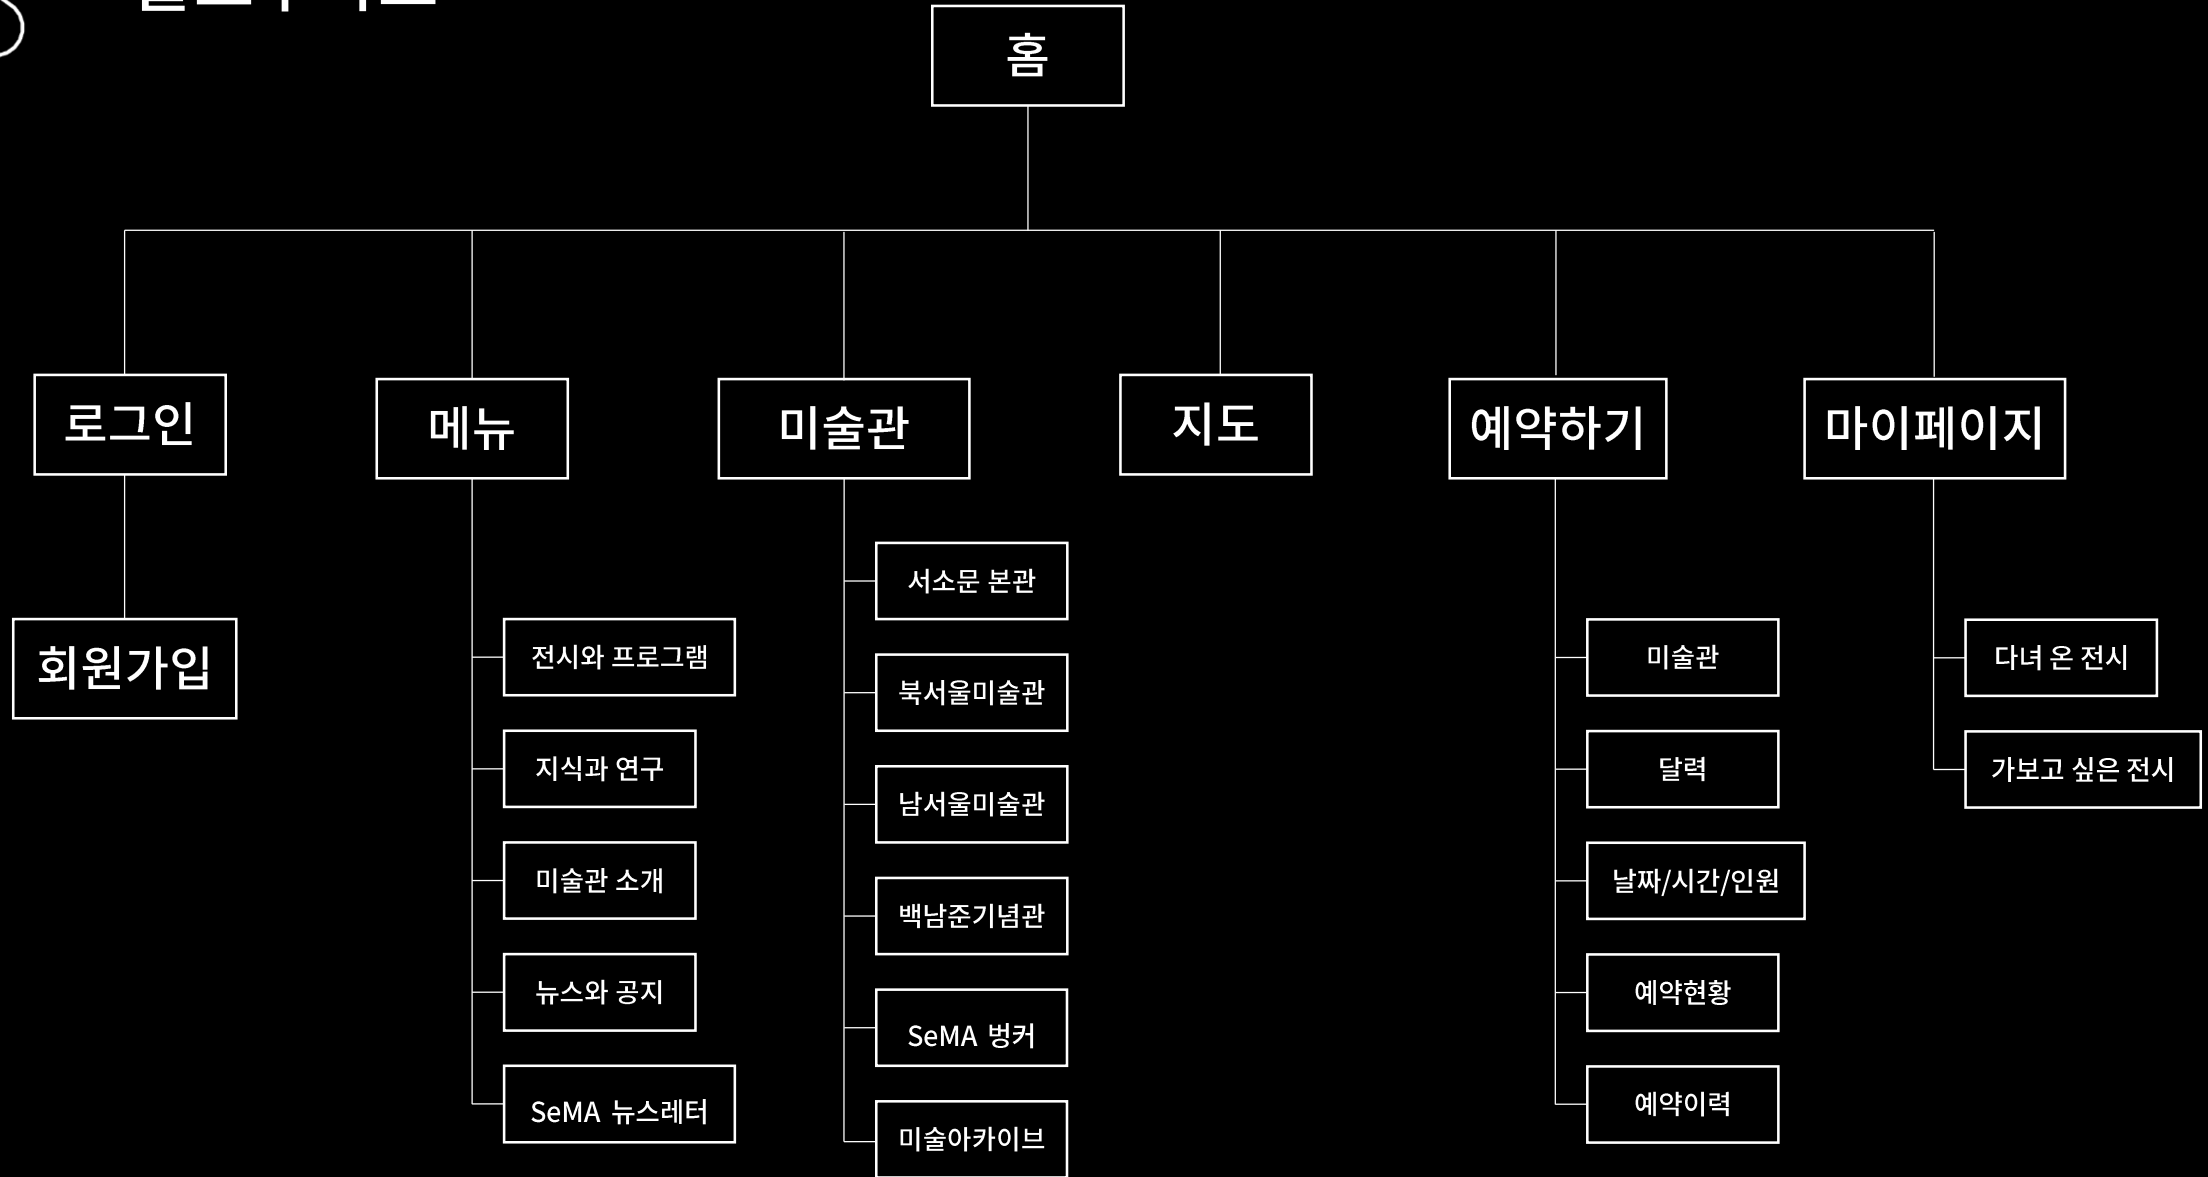 홈
로그인
메뉴
미술관
지도
예약하기
마이페이지
회원가입
전시와 프로그램
지식과 연구
미술관 소개
뉴스와 공지
SeMA 뉴스레터
서소문 본관
북서울미술관
남서울미술관
백남준기념관
SeMA 벙커
미술아카이브
미술관
달력
날짜/시간/인원
예약현황
예약이력
다녀 온 전시
가보고 싶은 전시